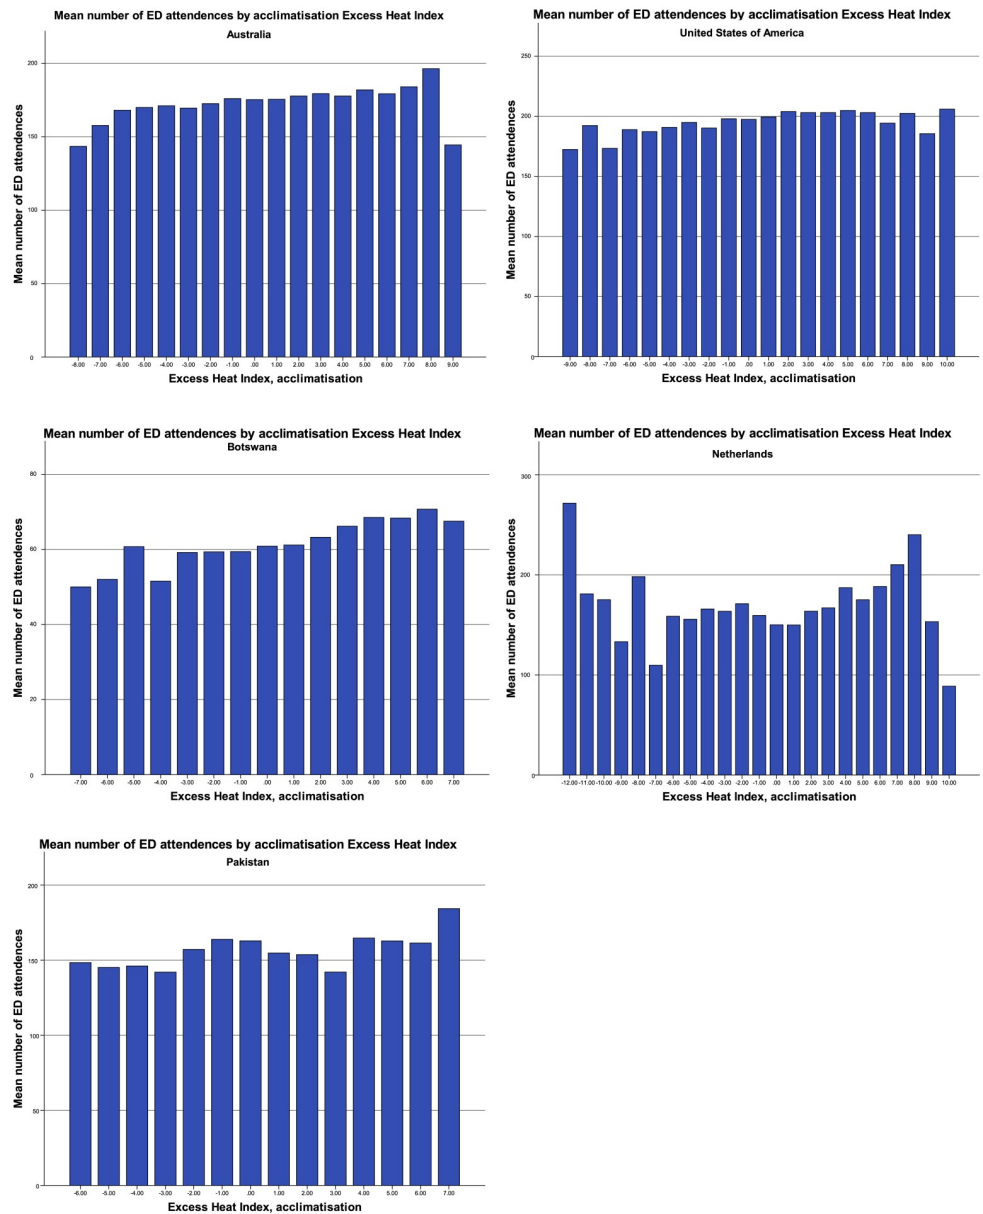 Mean number of ED attendences by acclimatisation Excess Heat Index
Australia
Mean number of ED attendences
200
150
100
50
0
-8.00 -7.00 -6.00 -5.00 -4.00 -3.00 -2.00 -1.00 .00 1.00 2.00 3.00 4.00 5.00 6.00 7.00 8.00 9.00
Excess Heat Index, acclimatisation
Mean number of ED attendences by acclimatisation Excess Heat Index
United States of America
Mean number of ED attendences
250
200
150
100
50
0
-9.00 -8.00 -7.00 -6.00 -5.00 -4.00 -3.00 -2.00 -1.00 .00 1.00 2.00 3.00 4.00 5.00 6.00 7.00 8.00 9.00 10.00
Excess Heat Index, acclimatisation
Mean number of ED attendences by acclimatisation Excess Heat Index
Botswana
Mean number of ED attendences
80
60
40
20
0
-7.00 -6.00 -5.00 -4.00 -3.00 -2.00 -1.00 .00 1.00 2.00 3.00 4.00 5.00 6.00 7.00
Excess Heat Index, acclimatisation
Mean number of ED attendences by acclimatisation Excess Heat Index
Netherlands
Mean number of ED attendences
300
200
100
0
-12.00 -11.00 -10.00 -9.00 -8.00 -7.00 -6.00 -5.00 -4.00 -3.00 -2.00 -1.00 .00 1.00 2.00 3.00 4.00 5.00 6.00 7.00 8.00 9.00 10.00
Excess Heat Index, acclimatisation
Mean number of ED attendences by acclimatisation Excess Heat Index
Pakistan
Mean number of ED attendences
200
150
100
50
0
-6.00 -5.00 -4.00 -3.00 -2.00 -1.00 .00 1.00 2.00 3.00 4.00 5.00 6.00 7.00
Excess Heat Index, acclimatisation